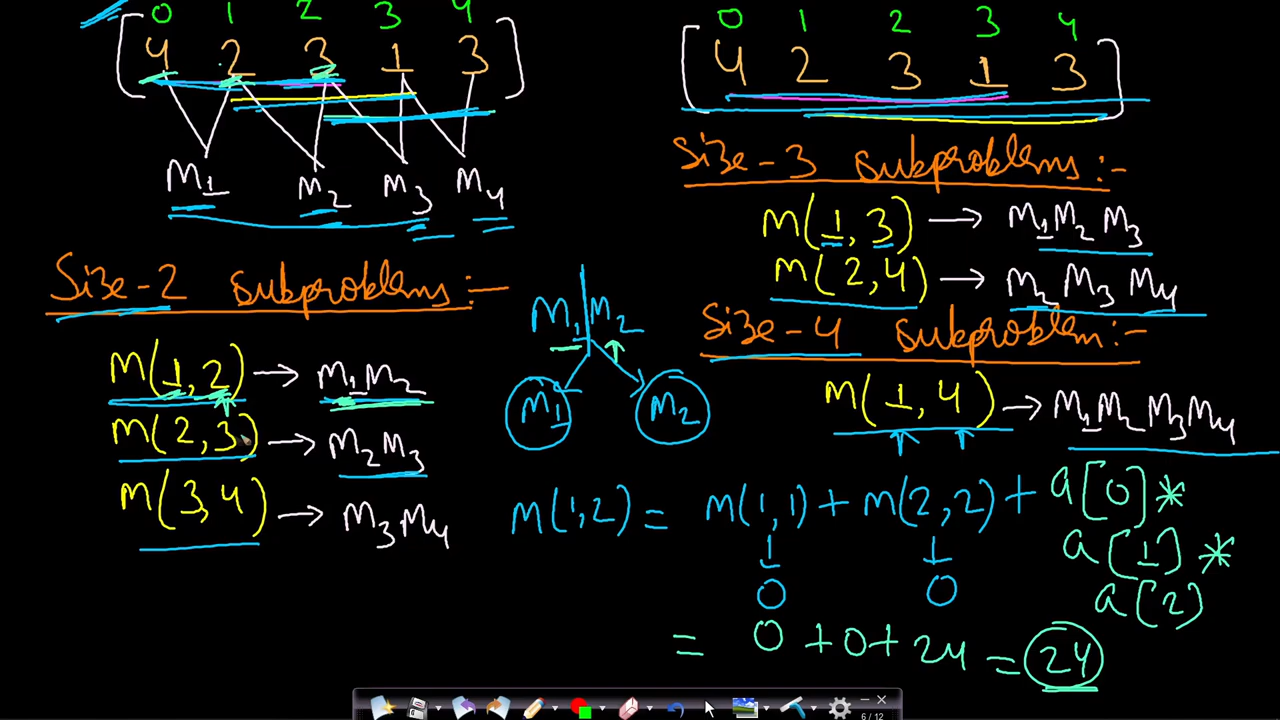 0 1 2 3 4
[4 2 3 1 3]
M1 M2 M3 M4
Size-2 subproblems:-
m(1,2) → M1M2
m(2,3) → M2M3
m(3,4) → M3M4
M1|M2
M1 M2
0 1 2 3 4
[4 2 3 1 3]
Size-3 subproblems:-
m(1,3) → M1M2M3
m(2,4) → M2M3M4
Size-4 subproblem:-
m(1,4) → M1M2M3M4
m(1,2) = m(1,1) + m(2,2) + a[0]*
a[1]*
a[2]
0 0
= 0 + 0 + 24 = 24
6 / 12